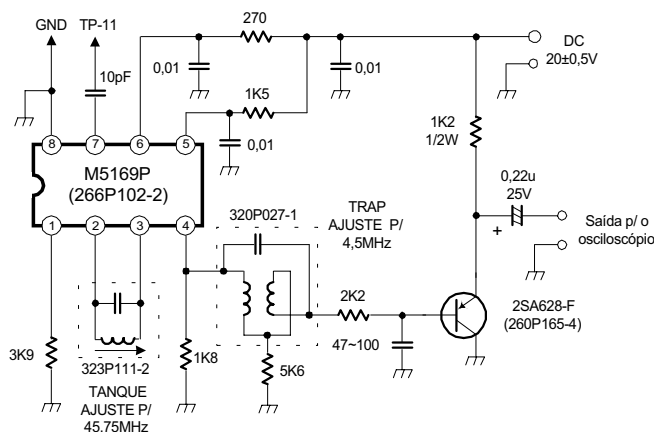 GND
TP-11
270
DC
20±0,5V
10pF
0,01
0,01
1K5
1K2
1/2W
0,01
8
7
6
5
M5169P
(266P102-2)
0,22u
25V
+
Saída p/ o
osciloscópio
1
2
3
4
320P027-1
TRAP
AJUSTE P/
4,5MHz
2K2
2SA628-F
(260P165-4)
47~100
3K9
323P111-2
1K8
5K6
TANQUE
AJUSTE P/
45,75MHz